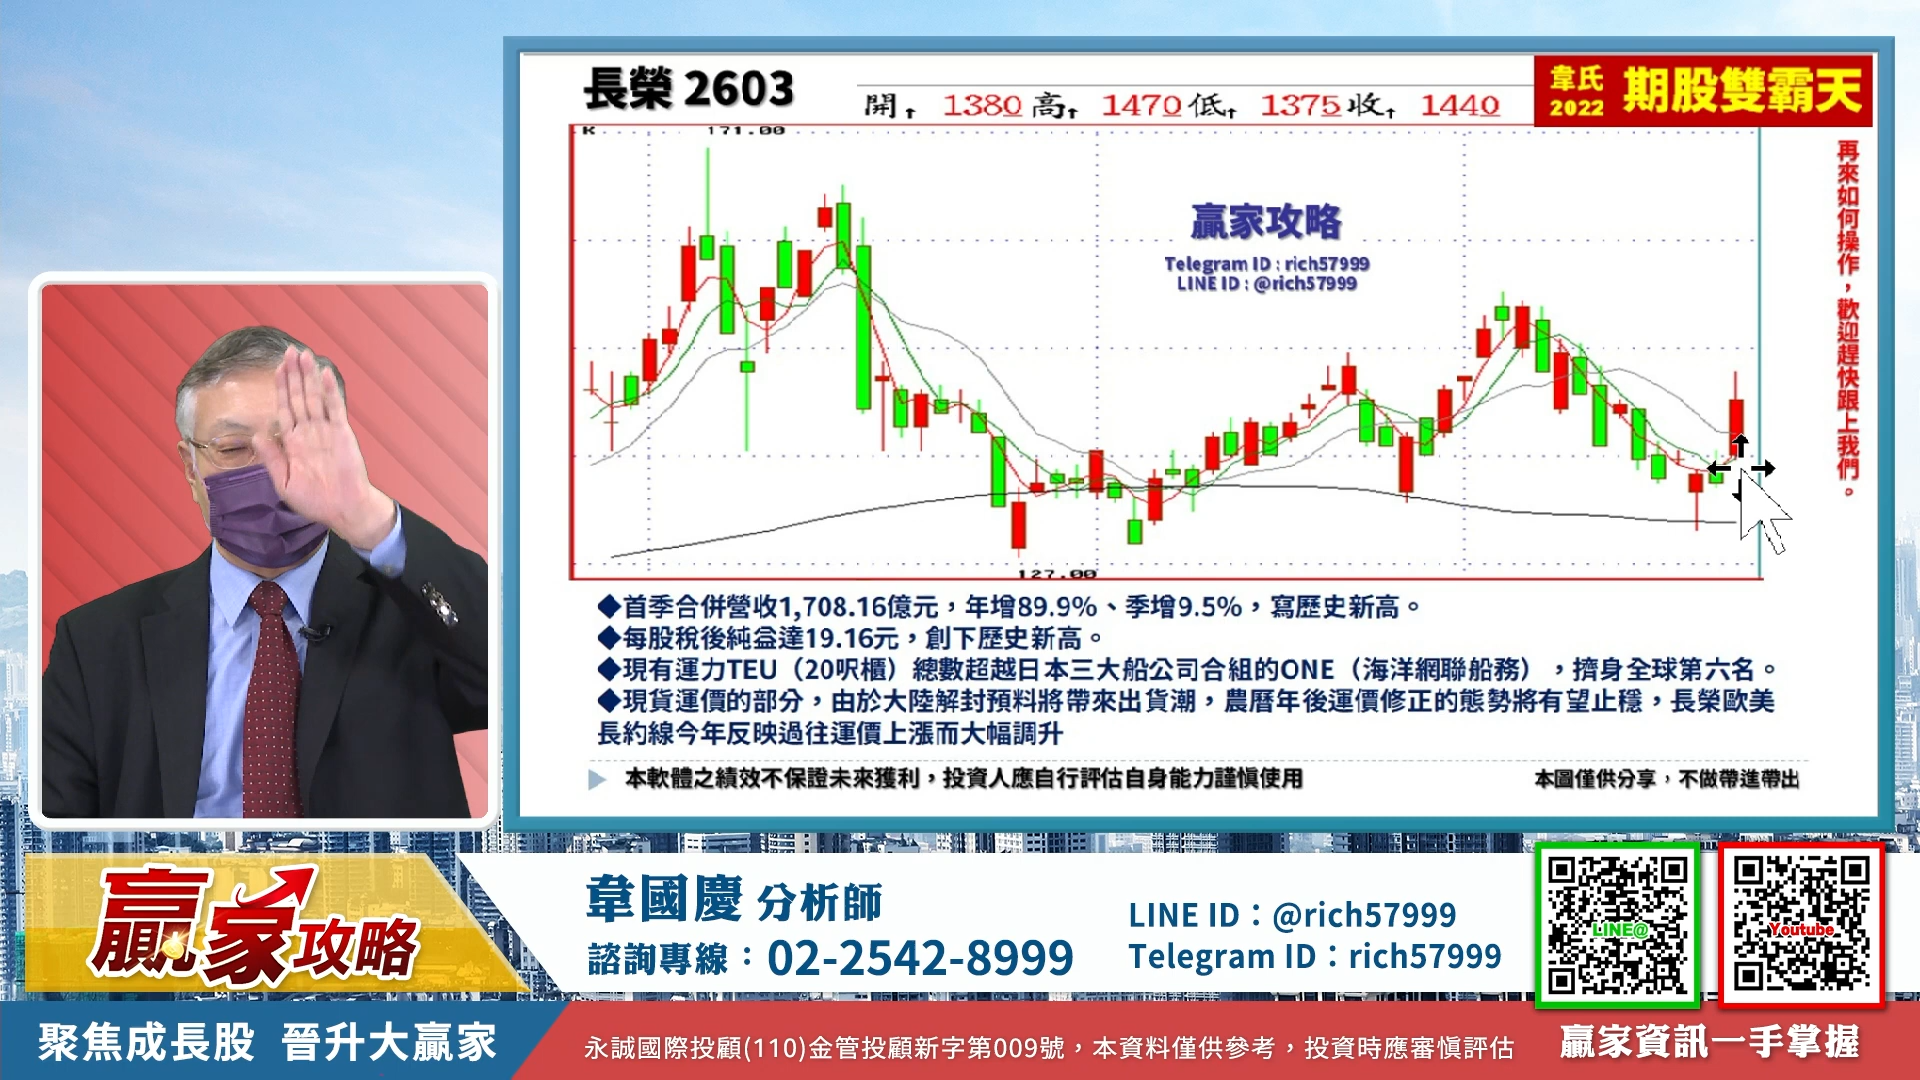 長榮 2603
開↑ 1380 高↑ 1470 低↑ 1375 收↑ 1440
韋氏
2022
期股雙霸天
K
171.00
贏家攻略
Telegram ID : rich57999
LINE ID : @rich57999
再來如何操作，歡迎趕快跟上我們。
127.00
◆首季合併營收1,708.16億元，年增89.9%、季增9.5%，寫歷史新高。
◆每股稅後純益達19.16元，創下歷史新高。
◆現有運力TEU（20呎櫃）總數超越日本三大船公司合組的ONE（海洋網聯船務），擠身全球第六名。
◆現貨運價的部分，由於大陸解封預料將帶來出貨潮，農曆年後運價修正的態勢將有望止穩，長榮歐美
長約線今年反映過往運價上漲而大幅調升
本軟體之績效不保證未來獲利，投資人應自行評估自身能力謹慎使用
本圖僅供分享，不做帶進帶出
贏家攻略
韋國慶 分析師
諮詢專線：02-2542-8999
LINE ID：@rich57999
Telegram ID：rich57999
LINE@
Youtube
聚焦成長股 晉升大贏家
永誠國際投顧(110)金管投顧新字第009號，本資料僅供參考，投資時應審慎評估
贏家資訊一手掌握